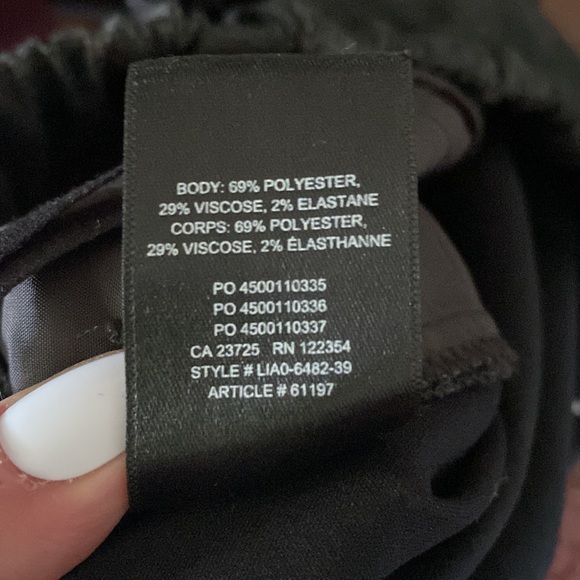 BODY: 69% POLYESTER,
29% VISCOSE, 2% ELASTANE
CORPS: 69% POLYESTER,
29% VISCOSE, 2% ÉLASTHANNE
PO 4500110335
PO 4500110336
PO 4500110337
CA 23725 RN 122354
STYLE # LIA0-6482-39
ARTICLE # 61197